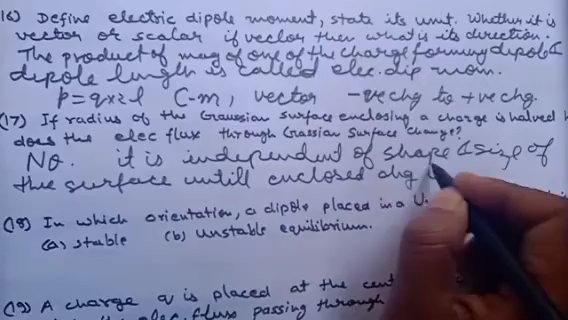 (16) Define electric dipole moment, state its unit. Whether it is
vector or scalar if vector then what is its direction.
The product of mag of one of the charge forming dipole &
dipole length is called elec. dip mom.
P = q x 2l C-m, vector -ve chg to +ve chg.
(17) If radius of the Gaussian surface enclosing a charge is halved
does the elec flux through Gassian Surface change?
No. it is independent of shape & size of
the surface untill enclosed chg
(18) In which orientation, a dipole placed in a U
(a) stable (b) unstable equilibrium.
(19) A charge q is placed at the cent
the elec. flux passing through